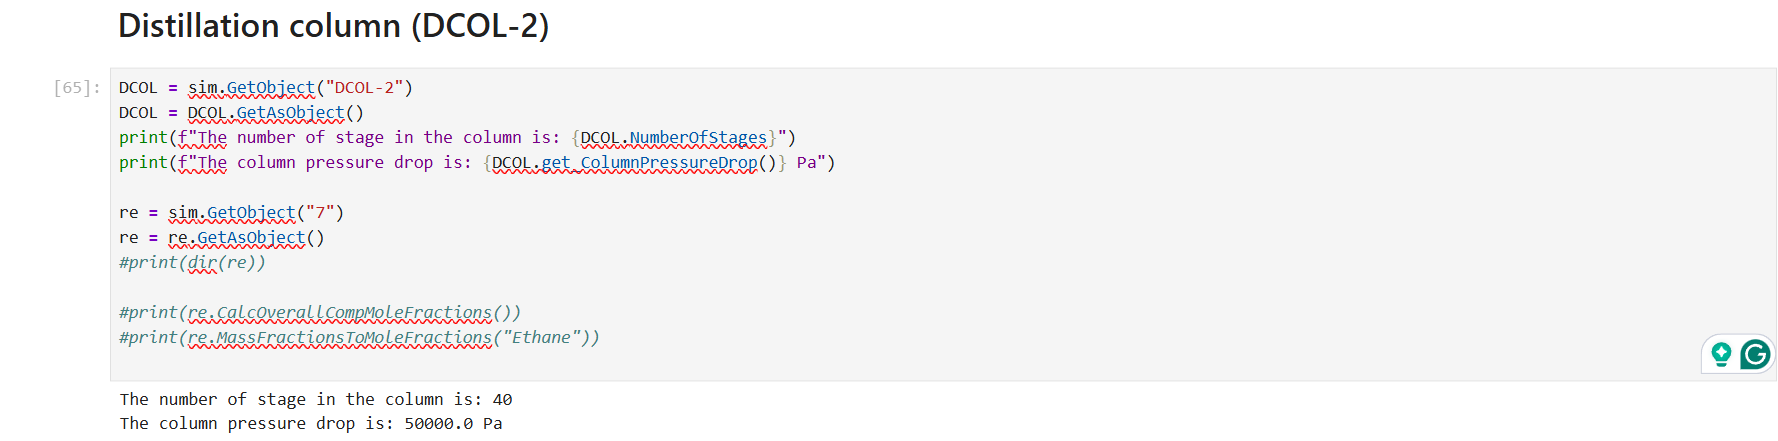 Distillation column (DCOL-2)
[65]:
DCOL = sim.GetObject("DCOL-2")
DCOL = DCOL.GetAsObject()
print(f"The number of stage in the column is: {DCOL.NumberOfStages}")
print(f"The column pressure drop is: {DCOL.get_ColumnPressureDrop()} Pa")
re = sim.GetObject("7")
re = re.GetAsObject()
#print(dir(re))
#print(re.CalcOverallCompMoleFractions())
#print(re.MassFractionsToMoleFractions("Ethane"))
The number of stage in the column is: 40
The column pressure drop is: 50000.0 Pa